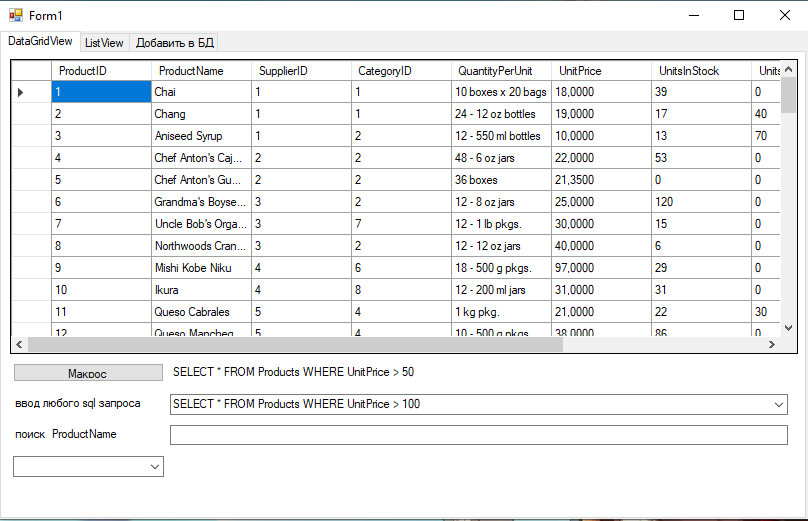 Form1
DataGridView ListView Добавить в БД
ProductID ProductName SupplierID CategoryID QuantityPerUnit UnitPrice UnitsInStock Units
1 Chai 1 1 10 boxes x 20 bags 18,0000 39 0
2 Chang 1 1 24 - 12 oz bottles 19,0000 17 40
3 Aniseed Syrup 1 2 12 - 550 ml bottles 10,0000 13 70
4 Chef Anton's Caj... 2 2 48 - 6 oz jars 22,0000 53 0
5 Chef Anton's Gu... 2 2 36 boxes 21,3500 0 0
6 Grandma's Boyse... 3 2 12 - 8 oz jars 25,0000 120 0
7 Uncle Bob's Orga... 3 7 12 - 1 lb pkgs. 30,0000 15 0
8 Northwoods Cran... 3 2 12 - 12 oz jars 40,0000 6 0
9 Mishi Kobe Niku 4 6 18 - 500 g pkgs. 97,0000 29 0
10 Ikura 4 8 12 - 200 ml jars 31,0000 31 0
11 Queso Cabrales 5 4 1 kg pkg. 21,0000 22 30
12 Queso Mancheg... 5 4 10 - 500 g pkgs. 38,0000 86 0
Макрос SELECT * FROM Products WHERE UnitPrice > 50
ввод любого sql запроса SELECT * FROM Products WHERE UnitPrice > 100
поиск ProductName